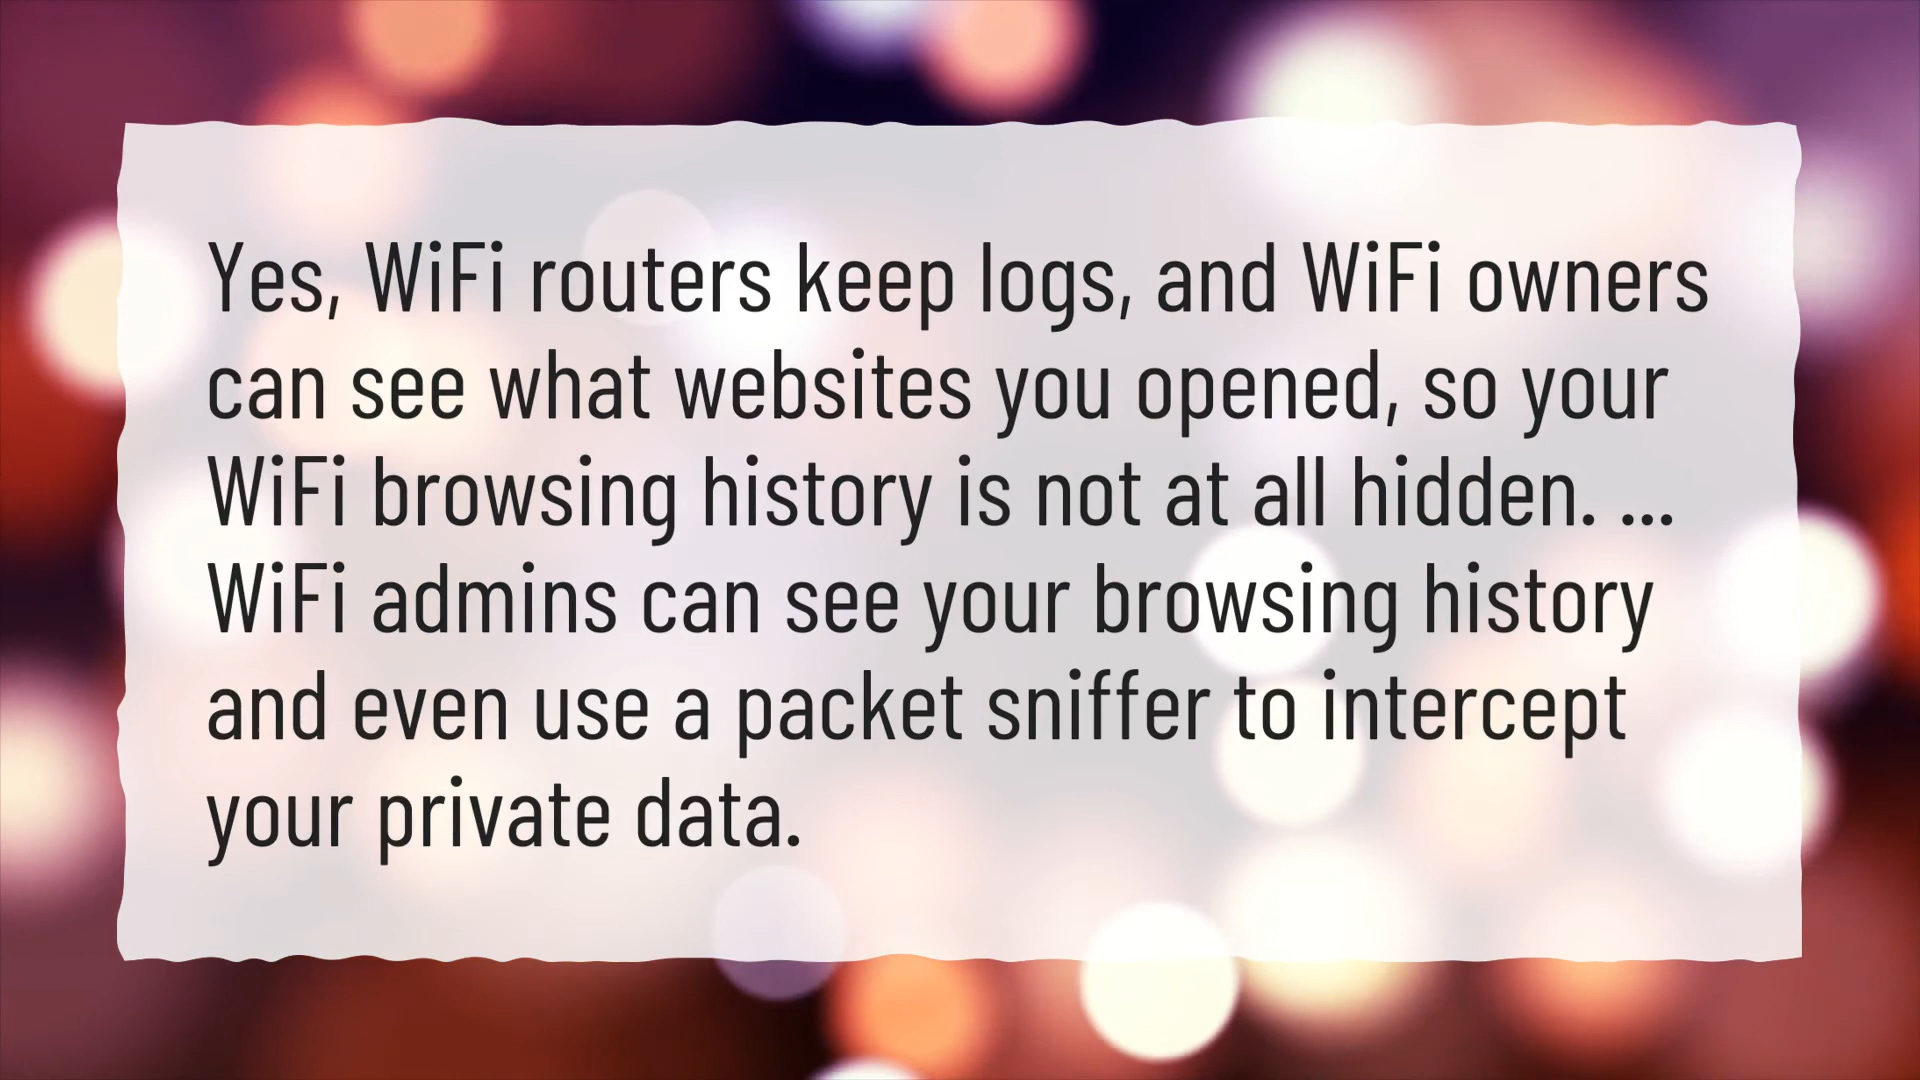 Yes, WiFi routers keep logs, and WiFi owners
can see what websites you opened, so your
WiFi browsing history is not at all hidden. ...
WiFi admins can see your browsing history
and even use a packet sniffer to intercept
your private data.